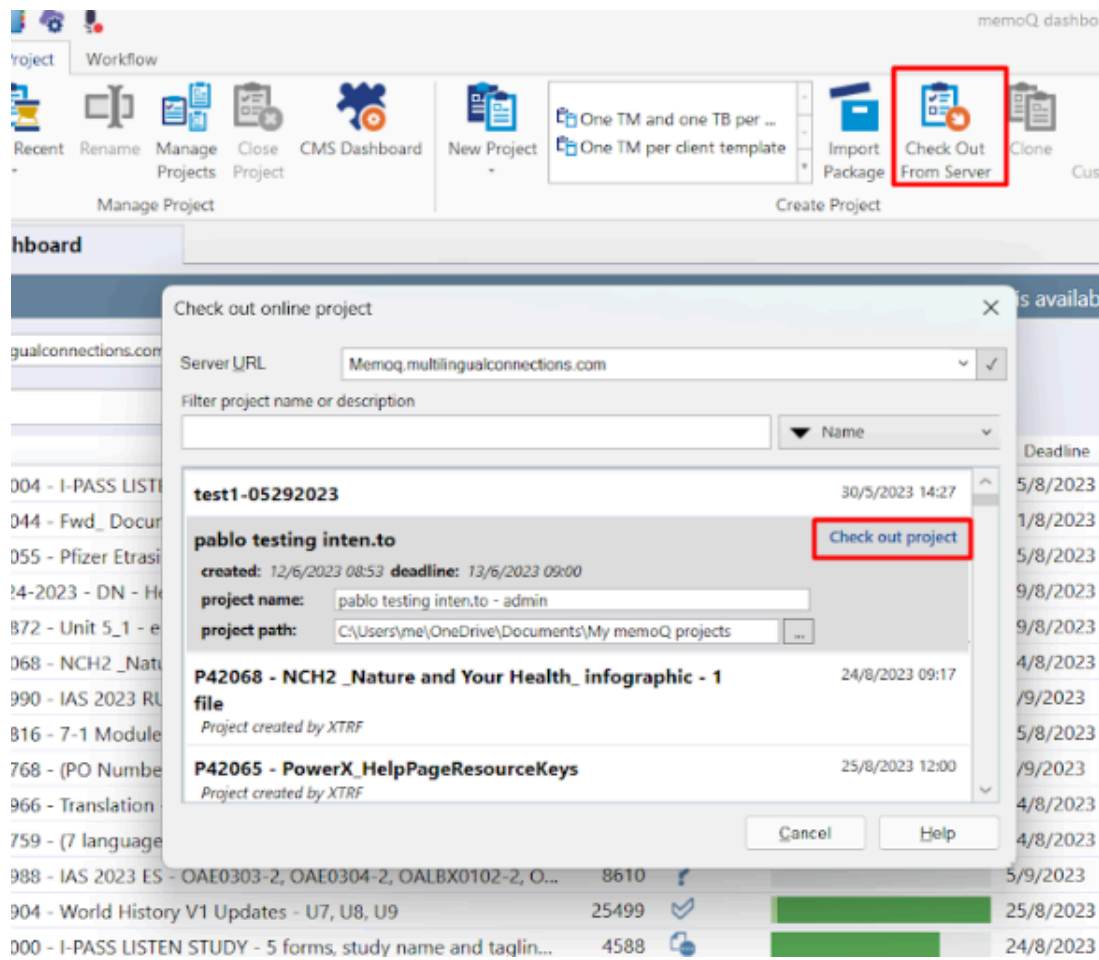 memoQ dashbo
Project Workflow
Recent Rename Manage Projects Close Project CMS Dashboard New Project
One TM and one TB per ...
One TM per client template
Import Package Check Out From Server Clone Cus
Manage Project Create Project
hboard
is availab
Check out online project
gualconnections.com
Server URL Memoq.multilingualconnections.com
Filter project name or description
Name
Deadline
004 - I-PASS LISTE 5/8/2023
test1-05292023 30/5/2023 14:27
044 - Fwd_ Docur 1/8/2023
pablo testing inten.to Check out project
055 - Pfizer Etrasi 5/8/2023
created: 12/6/2023 08:53 deadline: 13/6/2023 09:00
24-2023 - DN - He 9/8/2023
project name: pablo testing inten.to - admin
872 - Unit 5_1 - e 9/8/2023
project path: C:\Users\me\OneDrive\Documents\My memoQ projects ...
068 - NCH2 _Natu 4/8/2023
P42068 - NCH2 _Nature and Your Health_ infographic - 1 24/8/2023 09:17
file
990 - IAS 2023 RU /9/2023
Project created by XTRF
816 - 7-1 Module 5/8/2023
P42065 - PowerX_HelpPageResourceKeys 25/8/2023 12:00
768 - (PO Numbe /9/2023
Project created by XTRF
966 - Translation - 4/8/2023
759 - (7 language 4/8/2023
Cancel Help
988 - IAS 2023 ES - OAE0303-2, OAE0304-2, OALBX0102-2, O... 8610 5/9/2023
904 - World History V1 Updates - U7, U8, U9 25499 25/8/2023
000 - I-PASS LISTEN STUDY - 5 forms, study name and taglin... 4588 24/8/2023